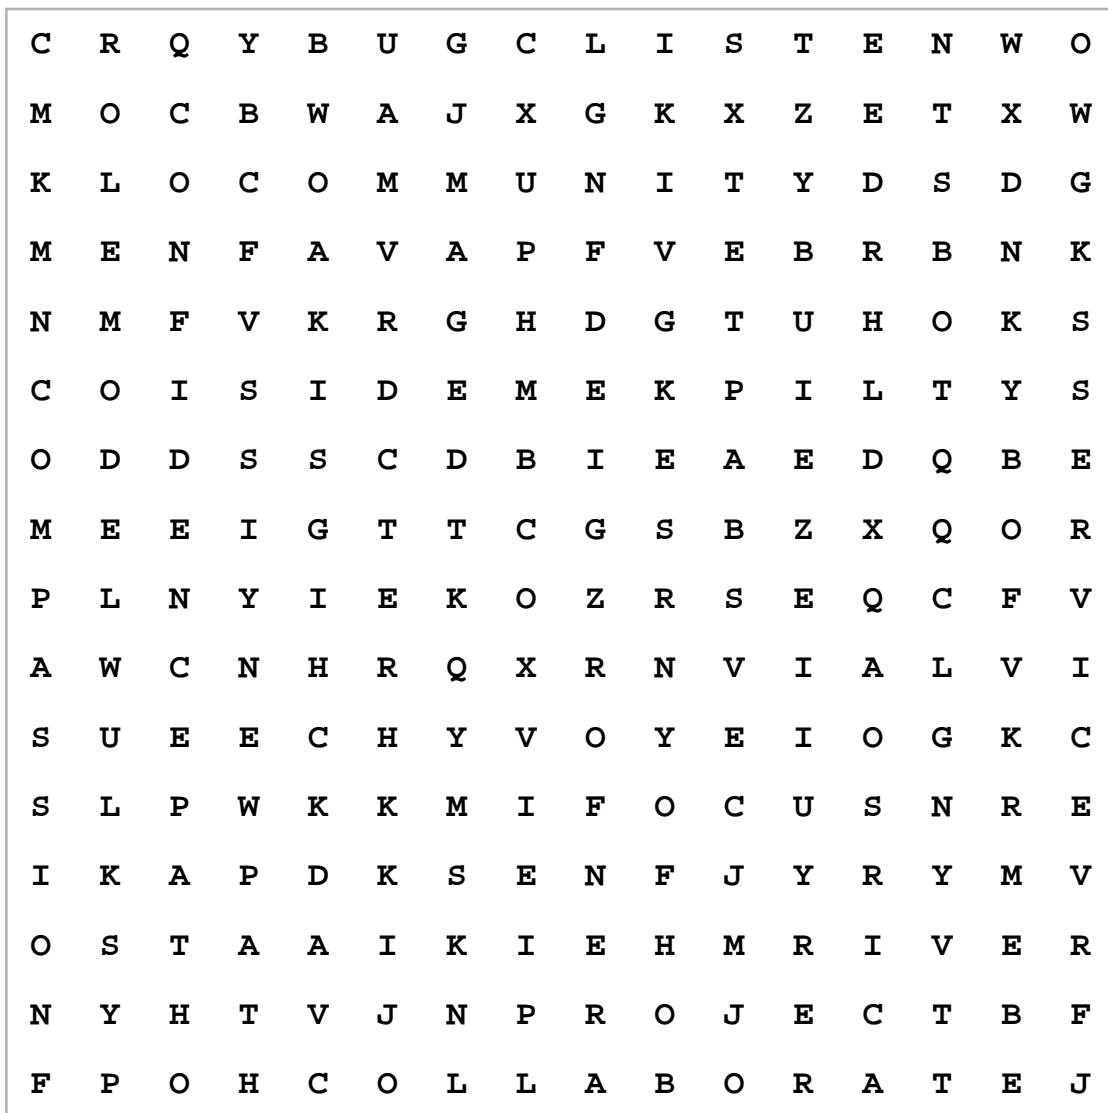 C R Q Y B U G C L I S T E N W O
M O C B W A J X G K X Z E T X W
K L O C O M M U N I T Y D S D G
M E N F A V A P F V E B R B N K
N M F V K R G H D G T U H O K S
C O I S I D E M E K P I L T Y S
O D D S S C D B I E A E D Q B E
M E E I G T T C G S B Z X Q O R
P L N Y I E K O Z R S E Q C F V
A W C N H R Q X R N V I A L V I
S U E E C H Y V O Y E I O G K C
S L P W K K M I F O C U S N R E
I K A P D K S E N F J Y R Y M V
O S T A A I K I E H M R I V E R
N Y H T V J N P R O J E C T B F
F P O H C O L L A B O R A T E J